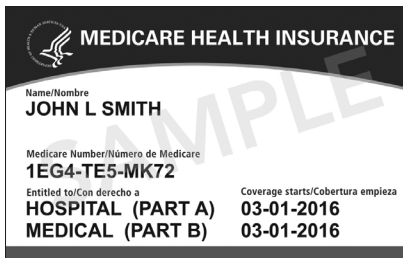 MEDICARE HEALTH INSURANCE
Name/Nombre
JOHN L SMITH
Medicare Number/Número de Medicare
1EG4-TE5-MK72
Entitled to/Con derecho a Coverage starts/Cobertura empieza
HOSPITAL (PART A) 03-01-2016
MEDICAL (PART B) 03-01-2016
SAMPLE